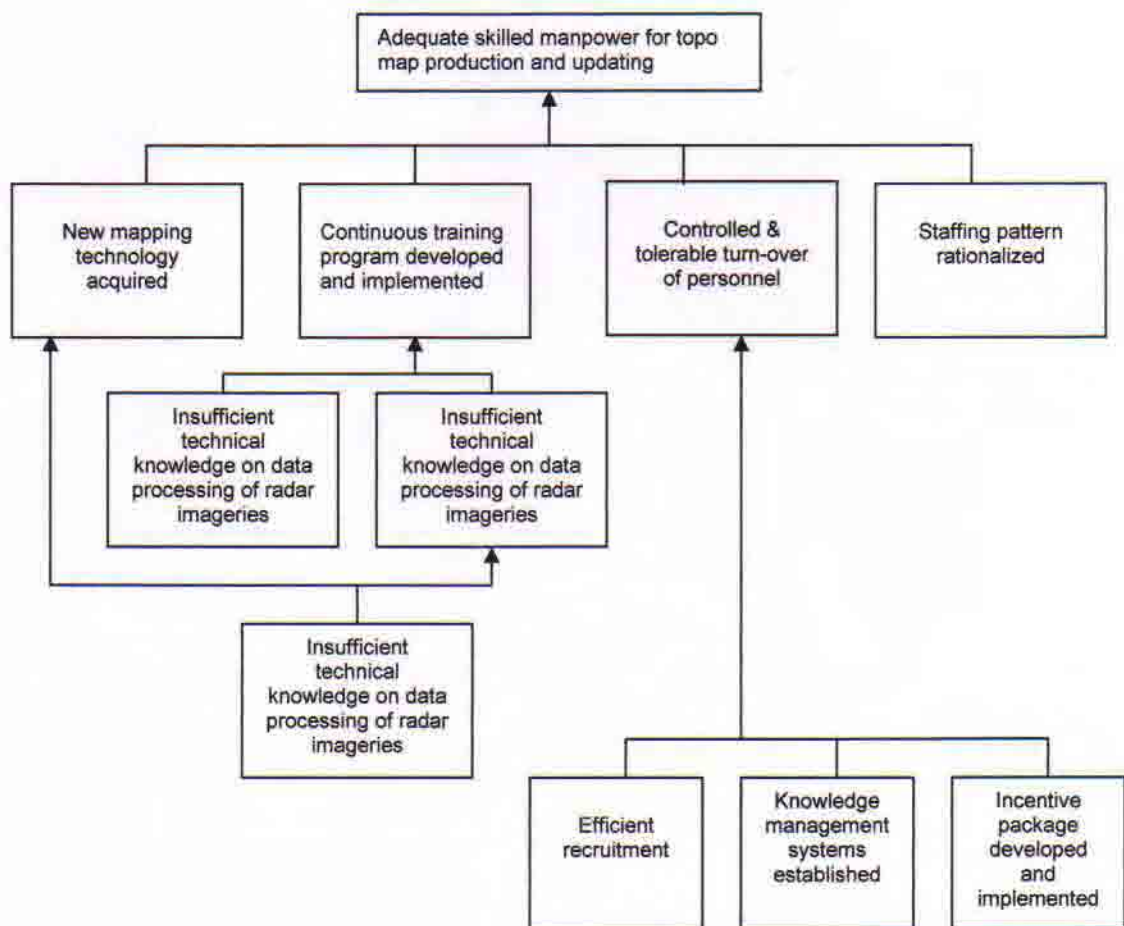 Adequate skilled manpower for topo
map production and updating
New mapping
technology
acquired
Continuous training
program developed
and implemented
Controlled &
tolerable turn-over
of personnel
Staffing pattern
rationalized
Insufficient
technical
knowledge on data
processing of radar
imageries
Insufficient
technical
knowledge on data
processing of radar
imageries
Insufficient
technical
knowledge on data
processing of radar
imageries
Efficient
recruitment
Knowledge
management
systems
established
Incentive
package
developed
and
implemented